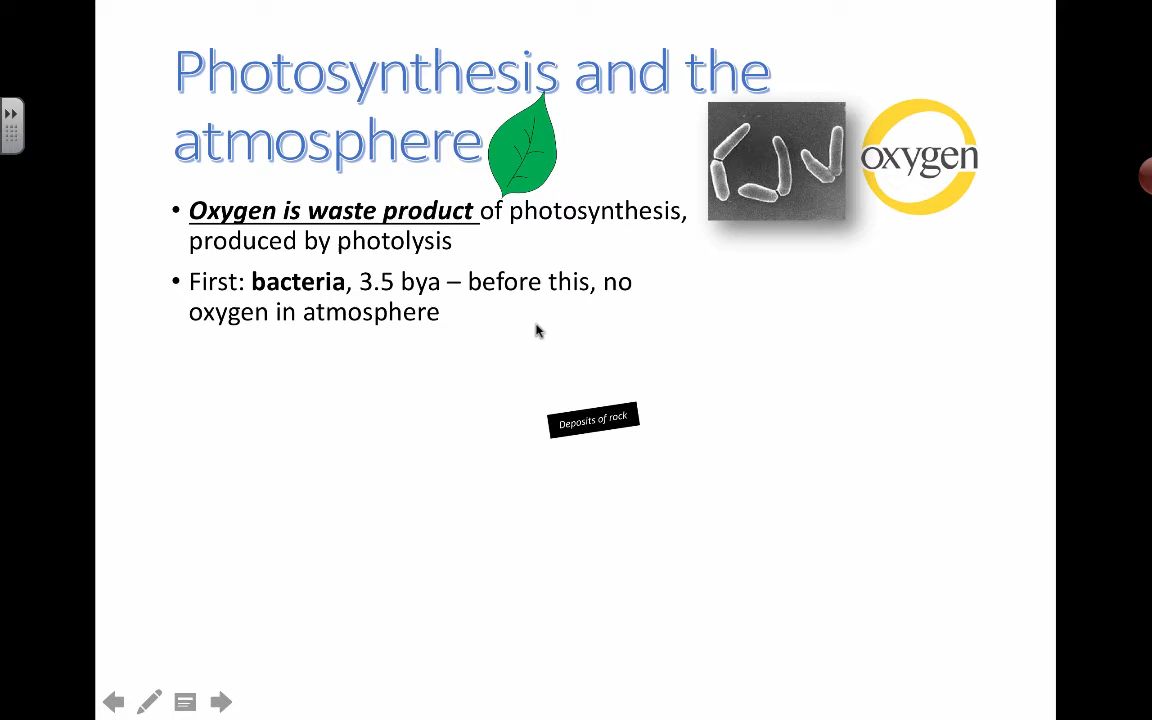 Photosynthesis and the
atmosphere
oxygen
• Oxygen is waste product of photosynthesis,
produced by photolysis
• First: bacteria, 3.5 bya – before this, no
oxygen in atmosphere
Deposits of rock